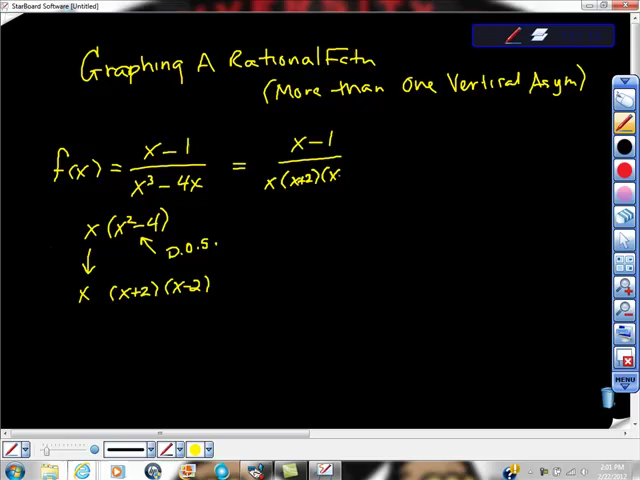 StarBoard Software [Untitled]
Graphing A Rational Fctn
(More than one Vertical Asym)
f(x) = x-1 / x³-4x = x-1 / x(x+2)(x-
x(x²-4)
D.O.S.
x (x+2)(x-2)
MENU
2:01 PM